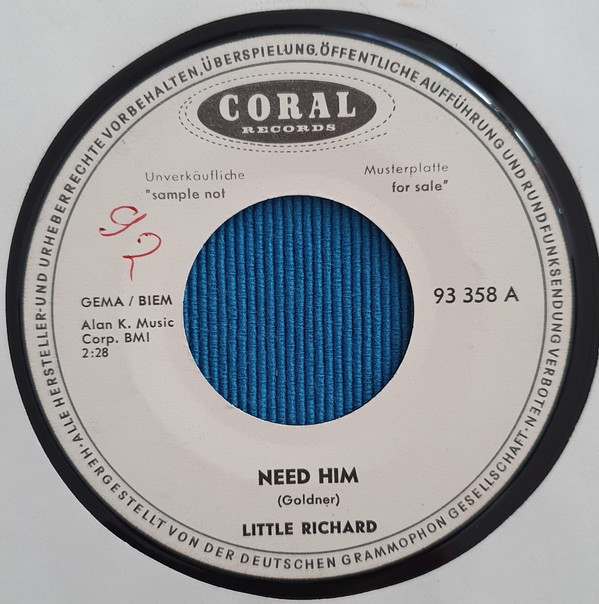 ALLE HERSTELLER-UND URHEBERRECHTE VORBEHALTEN, ÜBERSPIELUNG, ÖFFENTLICHE AUFFÜHRUNG UND RUNDFUNKSENDUNG VERBOTEN·
CORAL
RECORDS
Unverkäufliche Musterplatte
"sample not for sale"
GEMA / BIEM
Alan K. Music
Corp. BMI
2:28
93 358 A
NEED HIM
(Goldner)
LITTLE RICHARD
HERGESTELLT VON DER DEUTSCHEN GRAMMOPHON GESELLSCHAFT·